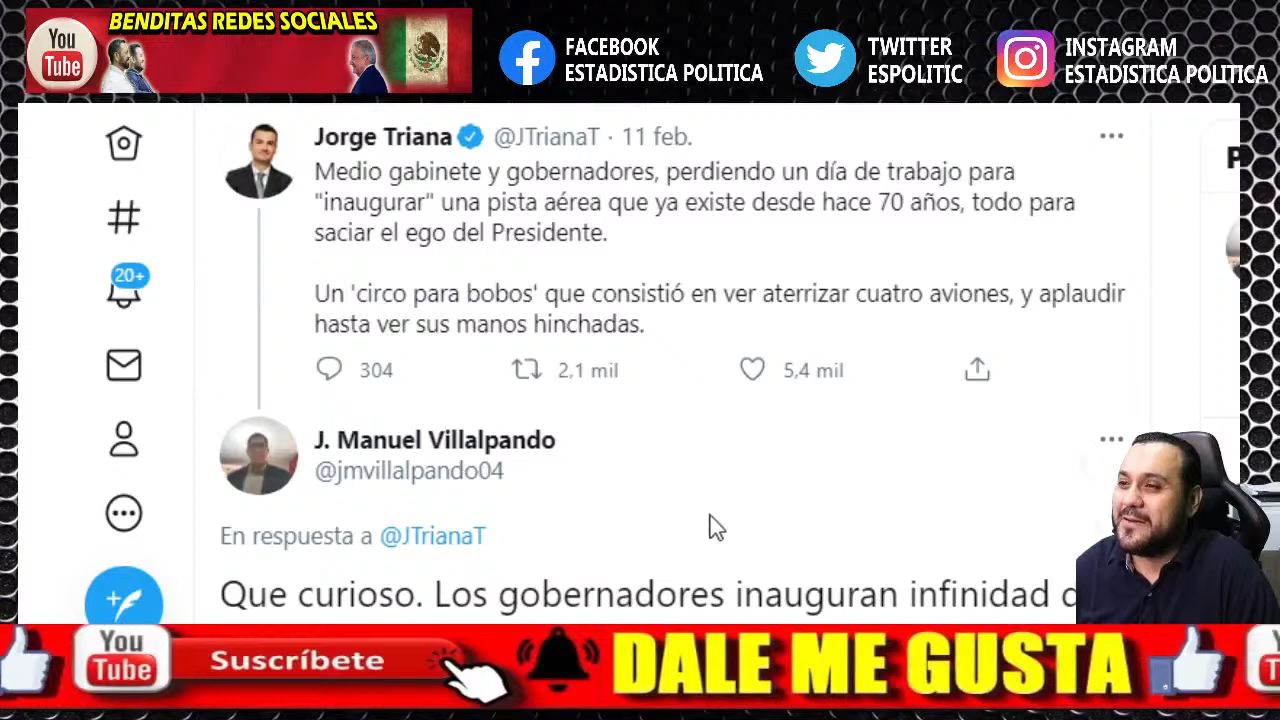 You
Tube
BENDITAS REDES SOCIALES
FACEBOOK
ESTADISTICA POLITICA
TWITTER
ESPOLITIC
INSTAGRAM
ESTADISTICA POLITICA
Jorge Triana @JTrianaT · 11 feb.
Medio gabinete y gobernadores, perdiendo un día de trabajo para
"inaugurar" una pista aérea que ya existe desde hace 70 años, todo para
saciar el ego del Presidente.
Un 'circo para bobos' que consistió en ver aterrizar cuatro aviones, y aplaudir
hasta ver sus manos hinchadas.
304 2,1 mil 5,4 mil
20+
J. Manuel Villalpando
@jmvillalpando04
En respuesta a @JTrianaT
Que curioso. Los gobernadores inauguran infinidad
You
Tube
Suscríbete
DALE ME GUSTA